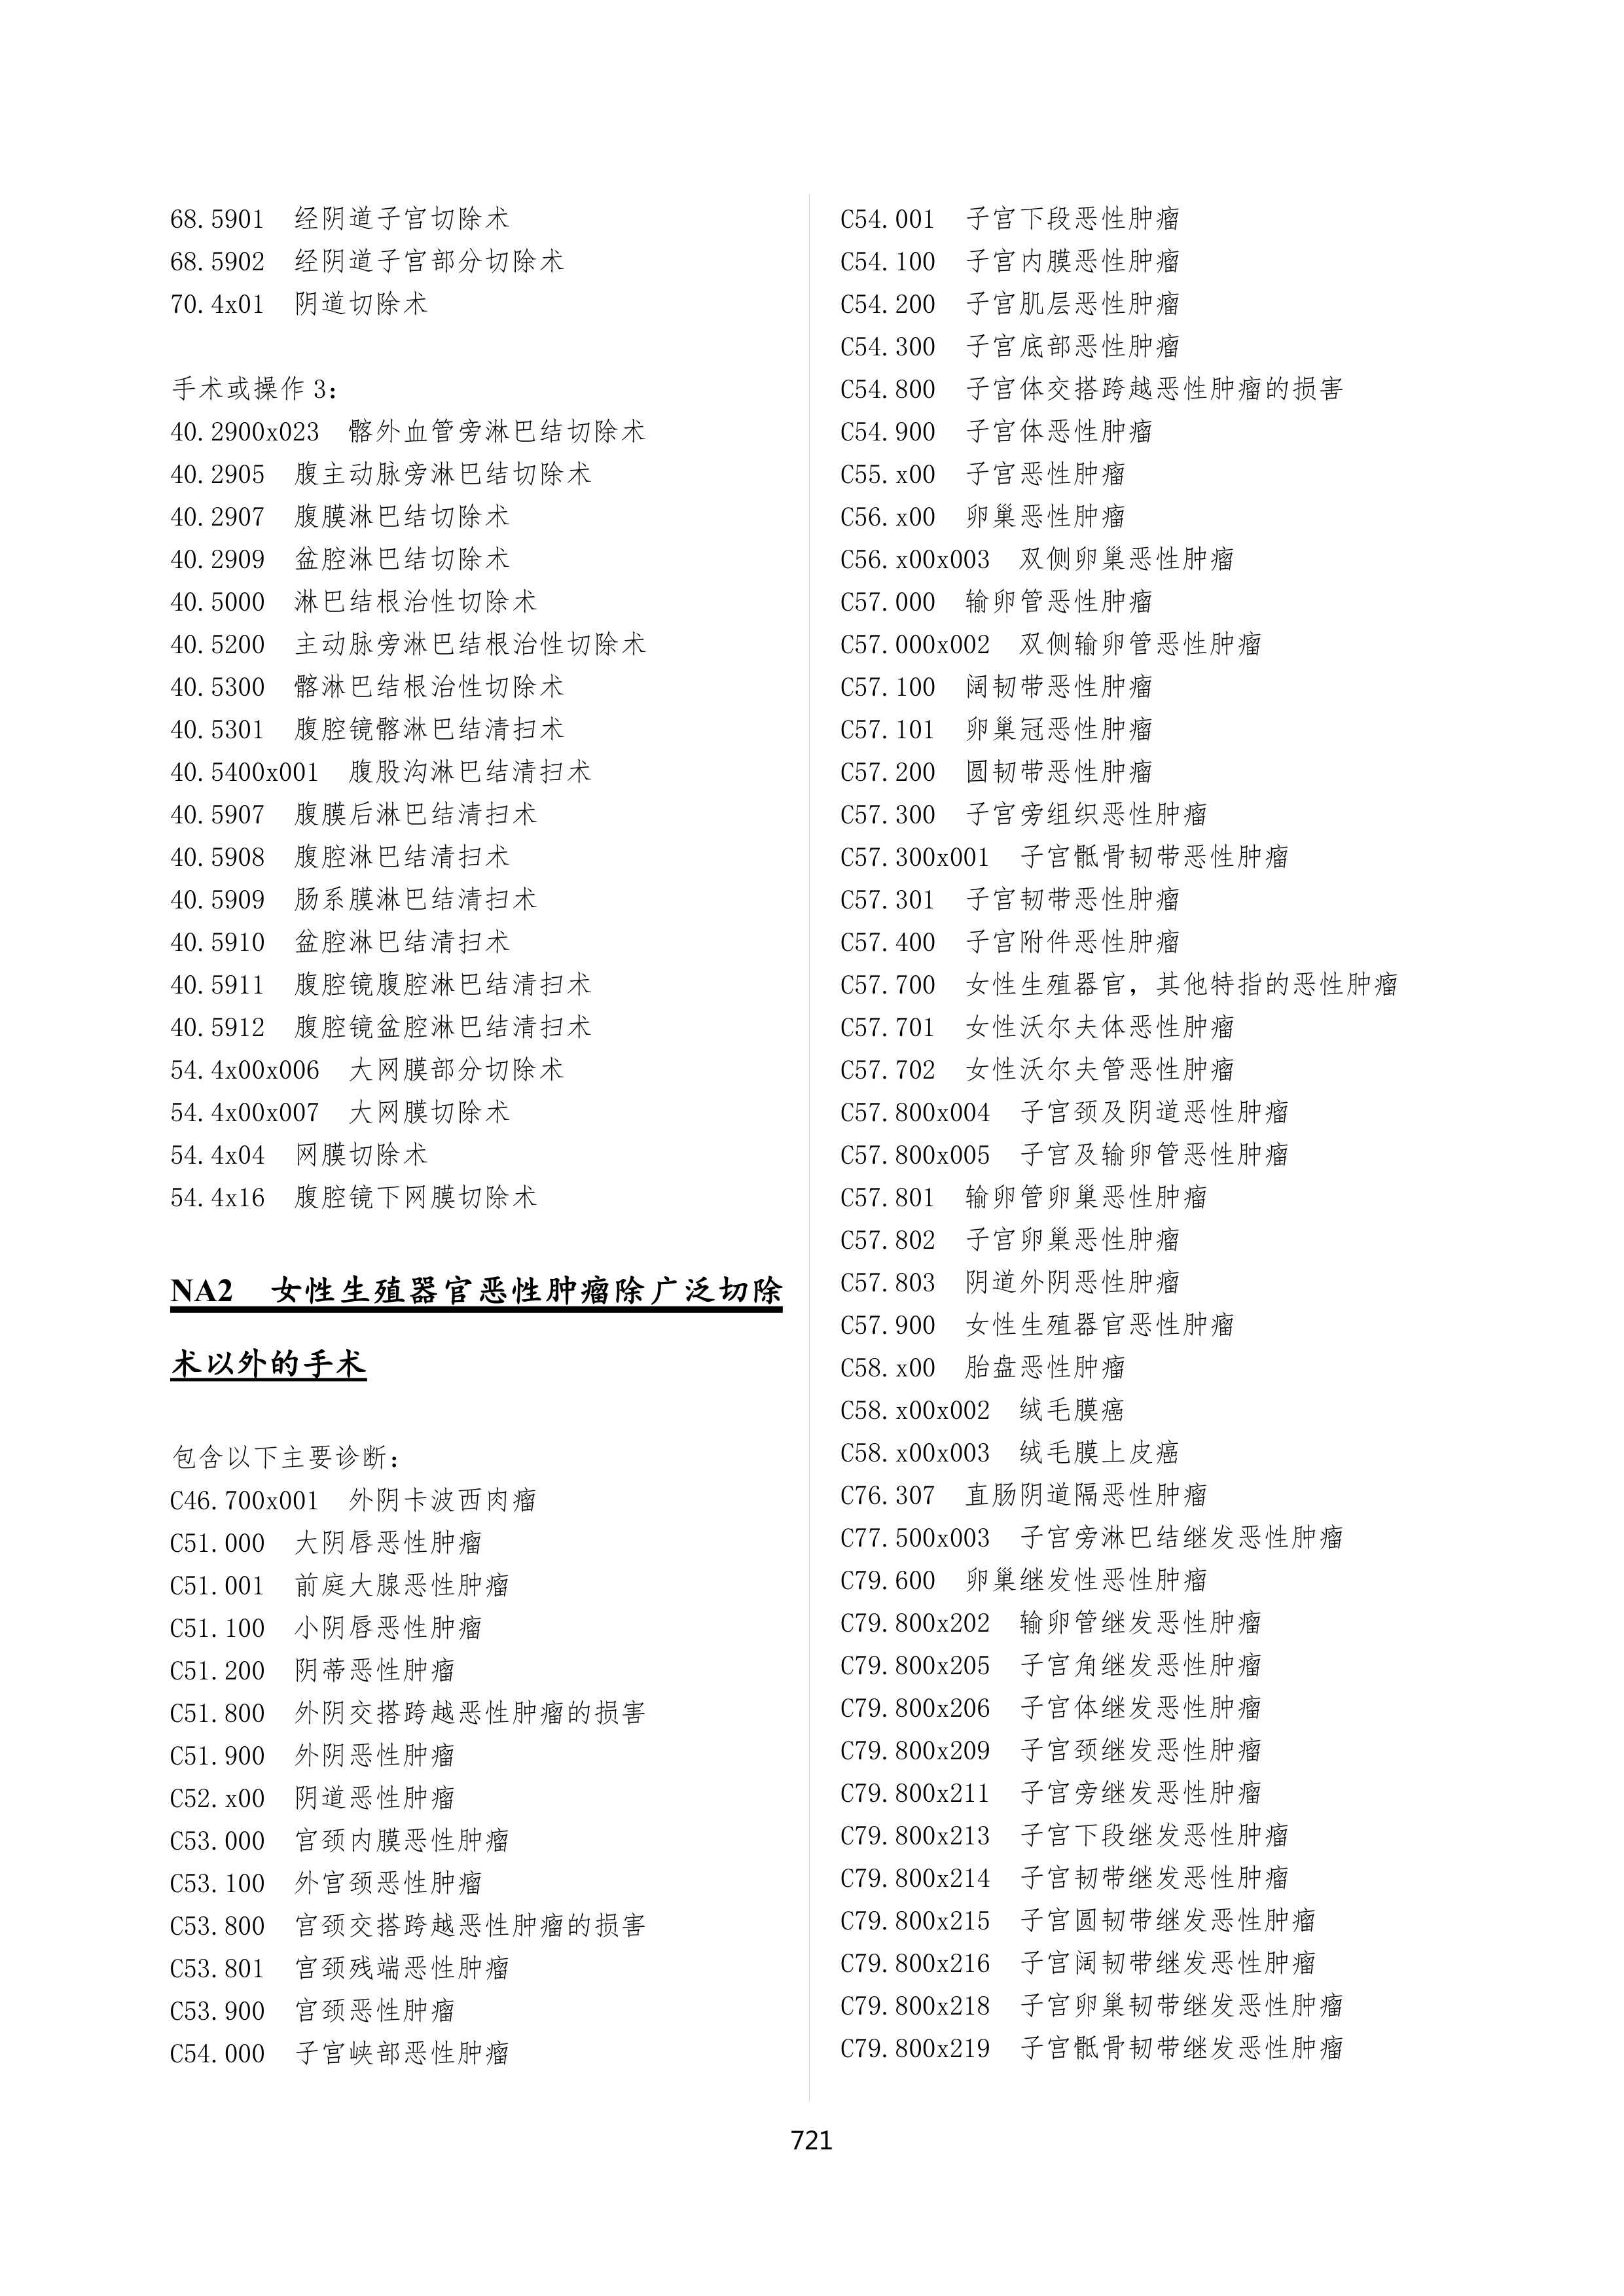 68.5901 经阴道子宫切除术
68.5902 经阴道子宫部分切除术
70.4x01 阴道切除术
手术或操作3：
40.2900x023 髂外血管旁淋巴结切除术
40.2905 腹主动脉旁淋巴结切除术
40.2907 腹膜淋巴结切除术
40.2909 盆腔淋巴结切除术
40.5000 淋巴结根治性切除术
40.5200 主动脉旁淋巴结根治性切除术
40.5300 髂淋巴结根治性切除术
40.5301 腹腔镜髂淋巴结清扫术
40.5400x001 腹股沟淋巴结清扫术
40.5907 腹膜后淋巴结清扫术
40.5908 腹腔淋巴结清扫术
40.5909 肠系膜淋巴结清扫术
40.5910 盆腔淋巴结清扫术
40.5911 腹腔镜腹腔淋巴结清扫术
40.5912 腹腔镜盆腔淋巴结清扫术
54.4x00x006 大网膜部分切除术
54.4x00x007 大网膜切除术
54.4x04 网膜切除术
54.4x16 腹腔镜下网膜切除术
NA2 女性生殖器官恶性肿瘤除广泛切除
术以外的手术
包含以下主要诊断：
C46.700x001 外阴卡波西肉瘤
C51.000 大阴唇恶性肿瘤
C51.001 前庭大腺恶性肿瘤
C51.100 小阴唇恶性肿瘤
C51.200 阴蒂恶性肿瘤
C51.800 外阴交搭跨越恶性肿瘤的损害
C51.900 外阴恶性肿瘤
C52.x00 阴道恶性肿瘤
C53.000 宫颈内膜恶性肿瘤
C53.100 外宫颈恶性肿瘤
C53.800 宫颈交搭跨越恶性肿瘤的损害
C53.801 宫颈残端恶性肿瘤
C53.900 宫颈恶性肿瘤
C54.000 子宫峡部恶性肿瘤
C54.001 子宫下段恶性肿瘤
C54.100 子宫内膜恶性肿瘤
C54.200 子宫肌层恶性肿瘤
C54.300 子宫底部恶性肿瘤
C54.800 子宫体交搭跨越恶性肿瘤的损害
C54.900 子宫体恶性肿瘤
C55.x00 子宫恶性肿瘤
C56.x00 卵巢恶性肿瘤
C56.x00x003 双侧卵巢恶性肿瘤
C57.000 输卵管恶性肿瘤
C57.000x002 双侧输卵管恶性肿瘤
C57.100 阔韧带恶性肿瘤
C57.101 卵巢冠恶性肿瘤
C57.200 圆韧带恶性肿瘤
C57.300 子宫旁组织恶性肿瘤
C57.300x001 子宫骶骨韧带恶性肿瘤
C57.301 子宫韧带恶性肿瘤
C57.400 子宫附件恶性肿瘤
C57.700 女性生殖器官，其他特指的恶性肿瘤
C57.701 女性沃尔夫体恶性肿瘤
C57.702 女性沃尔夫管恶性肿瘤
C57.800x004 子宫颈及阴道恶性肿瘤
C57.800x005 子宫及输卵管恶性肿瘤
C57.801 输卵管卵巢恶性肿瘤
C57.802 子宫卵巢恶性肿瘤
C57.803 阴道外阴恶性肿瘤
C57.900 女性生殖器官恶性肿瘤
C58.x00 胎盘恶性肿瘤
C58.x00x002 绒毛膜癌
C58.x00x003 绒毛膜上皮癌
C76.307 直肠阴道隔恶性肿瘤
C77.500x003 子宫旁淋巴结继发恶性肿瘤
C79.600 卵巢继发性恶性肿瘤
C79.800x202 输卵管继发恶性肿瘤
C79.800x205 子宫角继发恶性肿瘤
C79.800x206 子宫体继发恶性肿瘤
C79.800x209 子宫颈继发恶性肿瘤
C79.800x211 子宫旁继发恶性肿瘤
C79.800x213 子宫下段继发恶性肿瘤
C79.800x214 子宫韧带继发恶性肿瘤
C79.800x215 子宫圆韧带继发恶性肿瘤
C79.800x216 子宫阔韧带继发恶性肿瘤
C79.800x218 子宫卵巢韧带继发恶性肿瘤
C79.800x219 子宫骶骨韧带继发恶性肿瘤
721